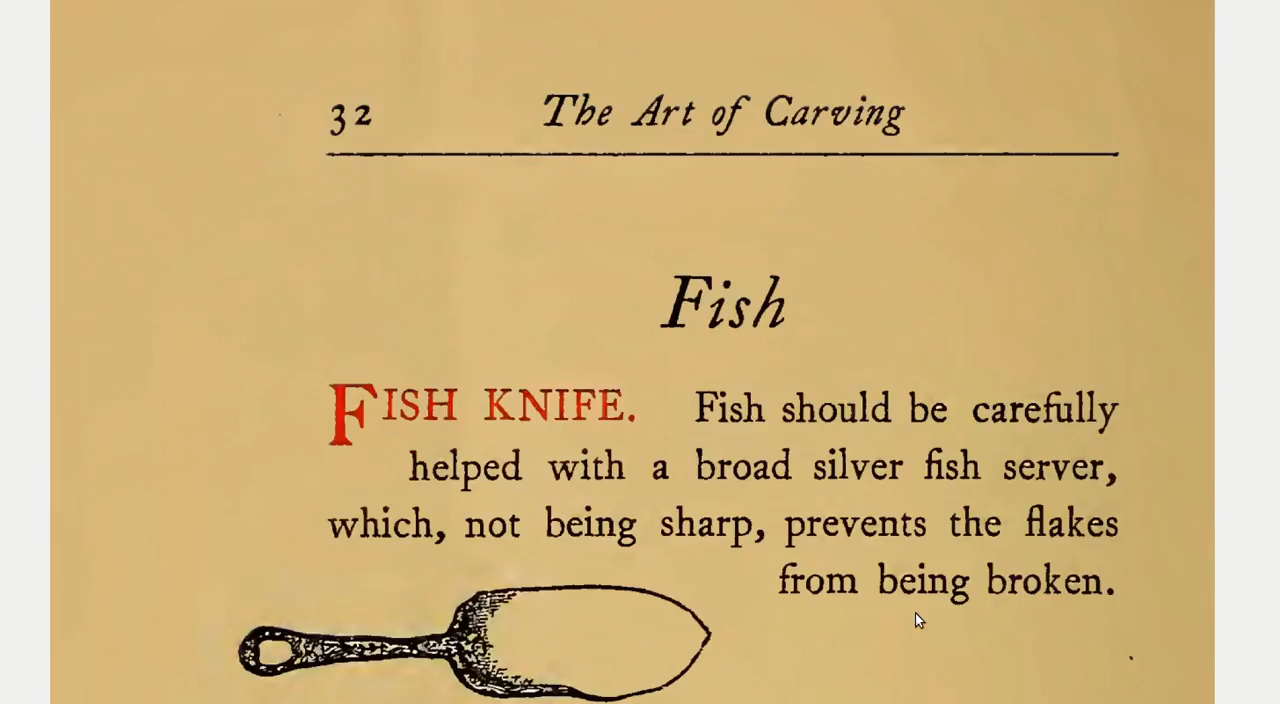 32 The Art of Carving
Fish
FISH KNIFE. Fish should be carefully
helped with a broad silver fish server,
which, not being sharp, prevents the flakes
from being broken.